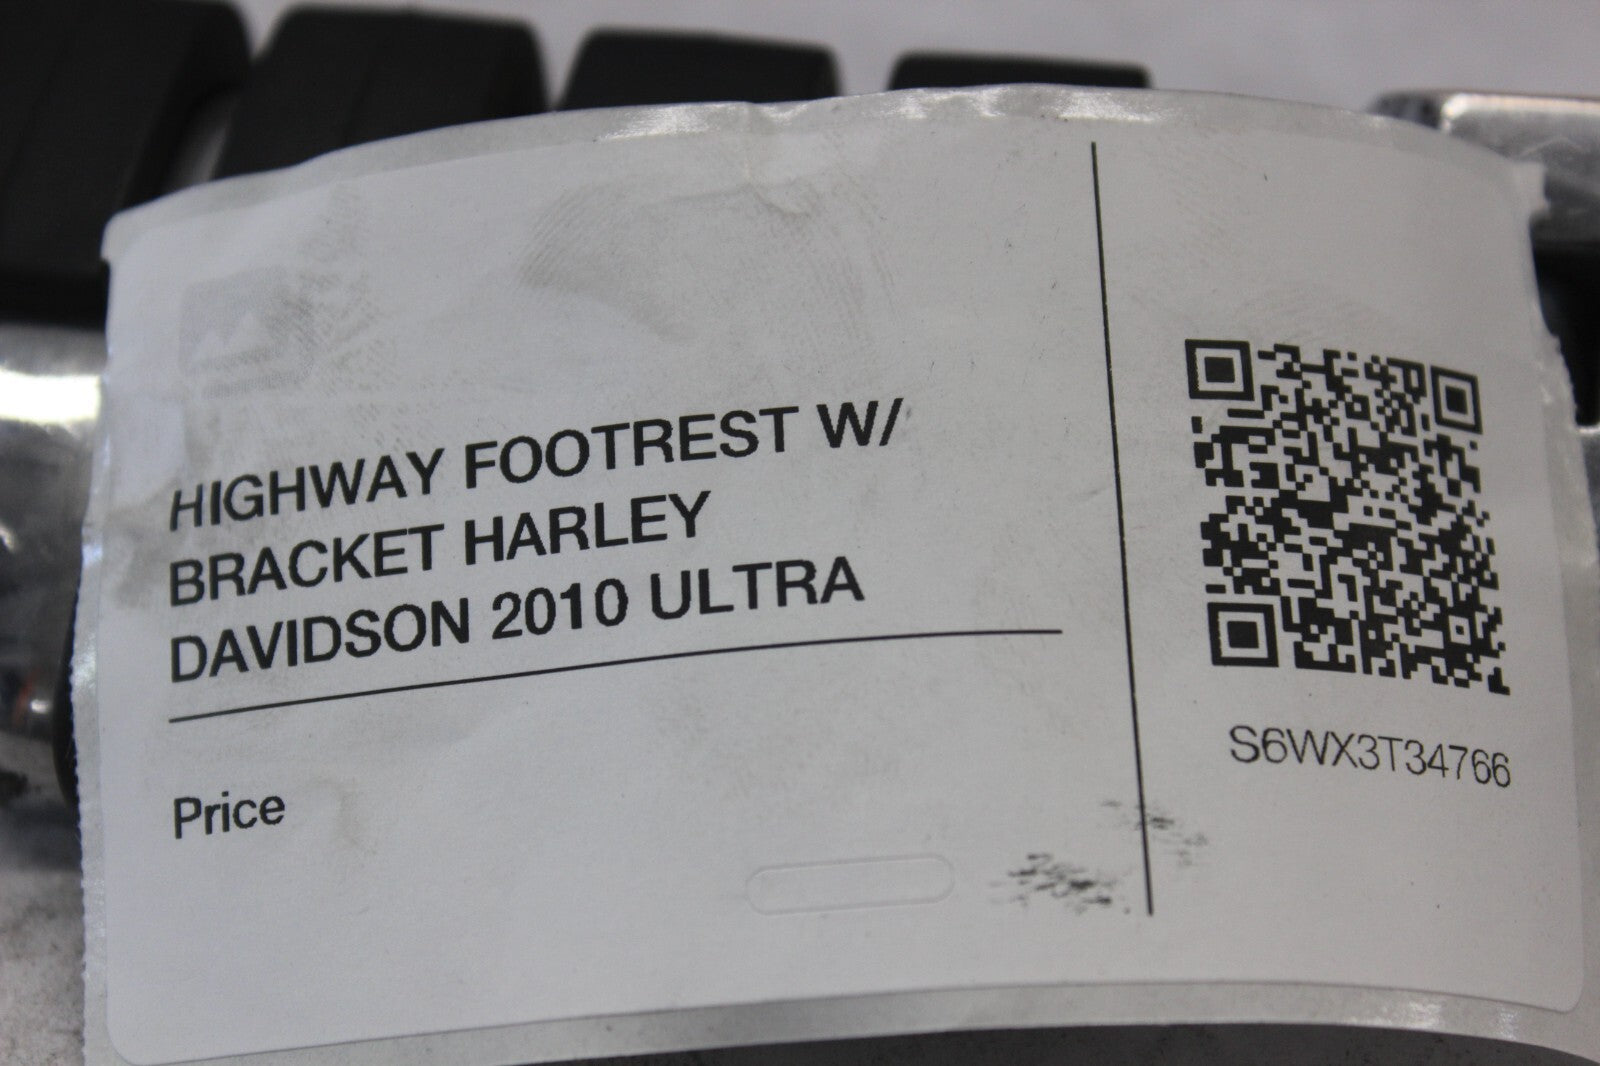 HIGHWAY FOOTREST W/
BRACKET HARLEY
DAVIDSON 2010 ULTRA
Price
S6WX3T34766